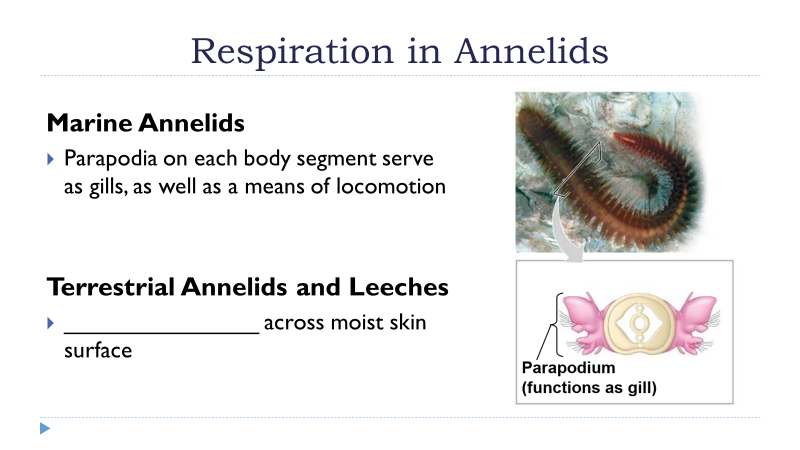 Respiration in Annelids
Marine Annelids
Parapodia on each body segment serve
as gills, as well as a means of locomotion
Terrestrial Annelids and Leeches
________________ across moist skin
surface
Parapodium
(functions as gill)